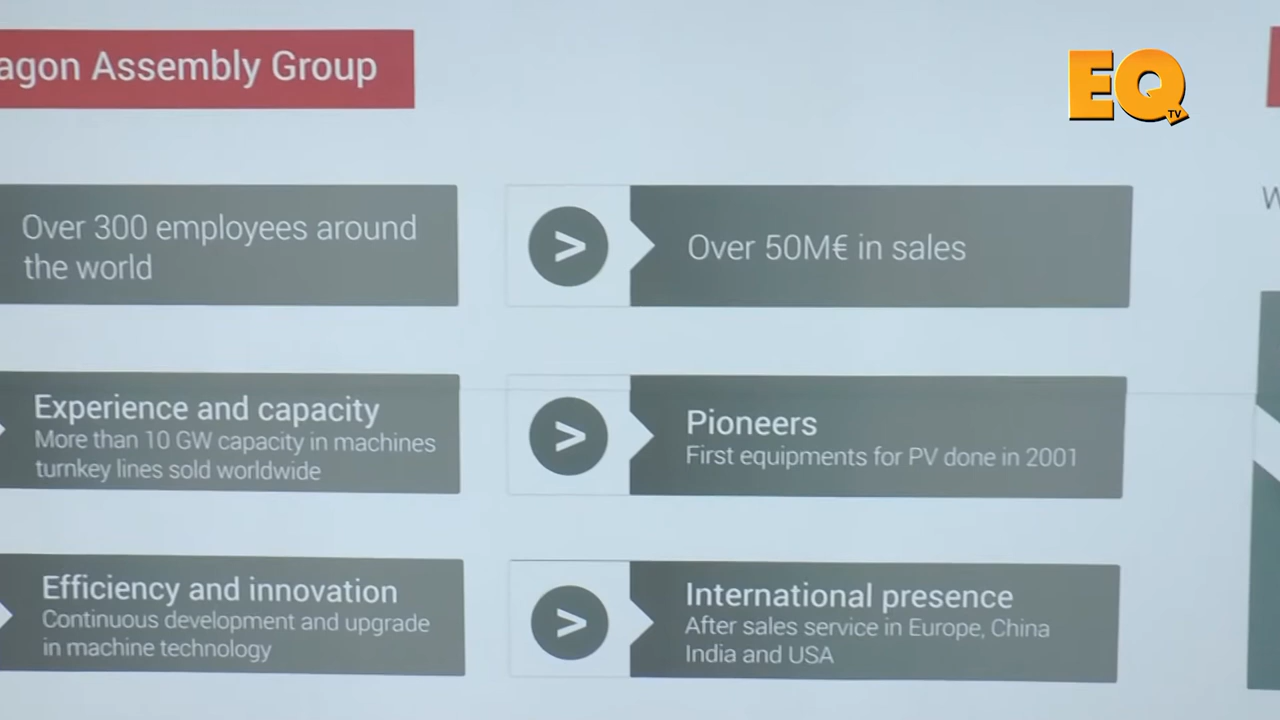 agon Assembly Group
EQ
TV
Over 300 employees around
the world
>
Over 50M€ in sales
Experience and capacity
More than 10 GW capacity in machines
turnkey lines sold worldwide
>
Pioneers
First equipments for PV done in 2001
Efficiency and innovation
Continuous development and upgrade
in machine technology
>
International presence
After sales service in Europe, China
India and USA